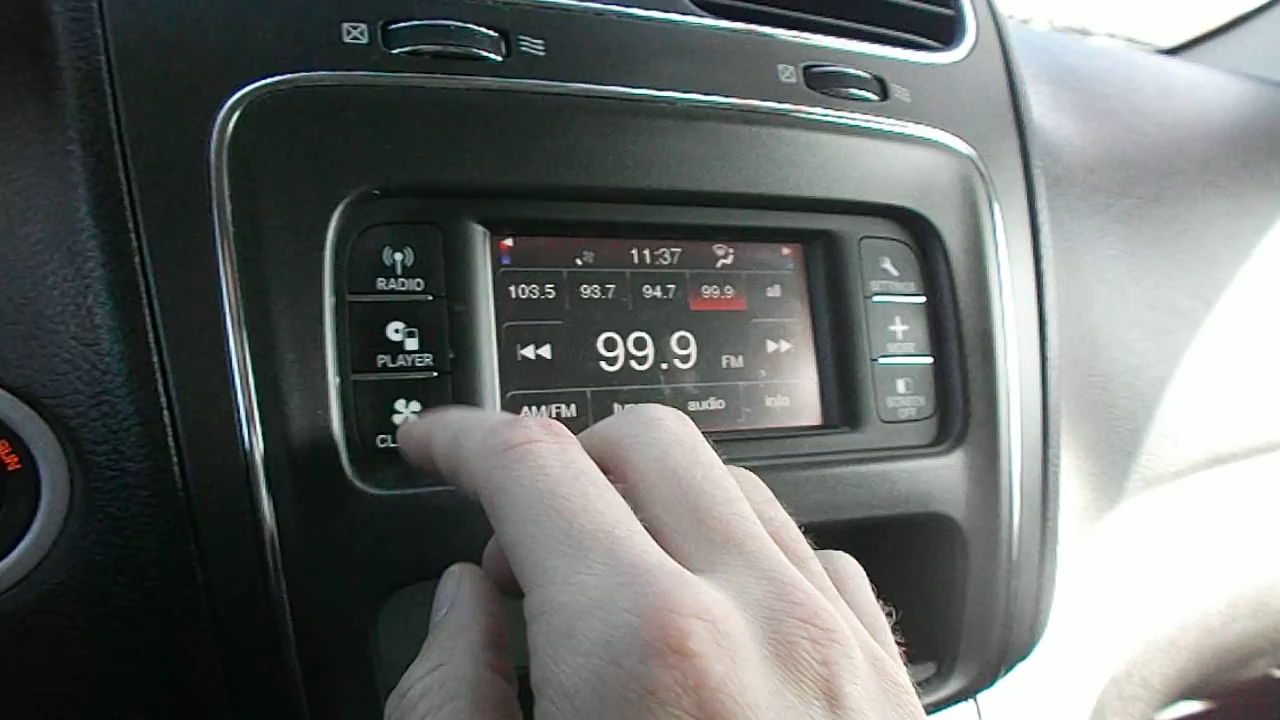 RADIO
PLAYER
CL
11:37
103.5 93.7 94.7 99.9 all
99.9 FM
AM/FM
audio
info
SETTINGS
MORE
SCREEN
OFF
RUN